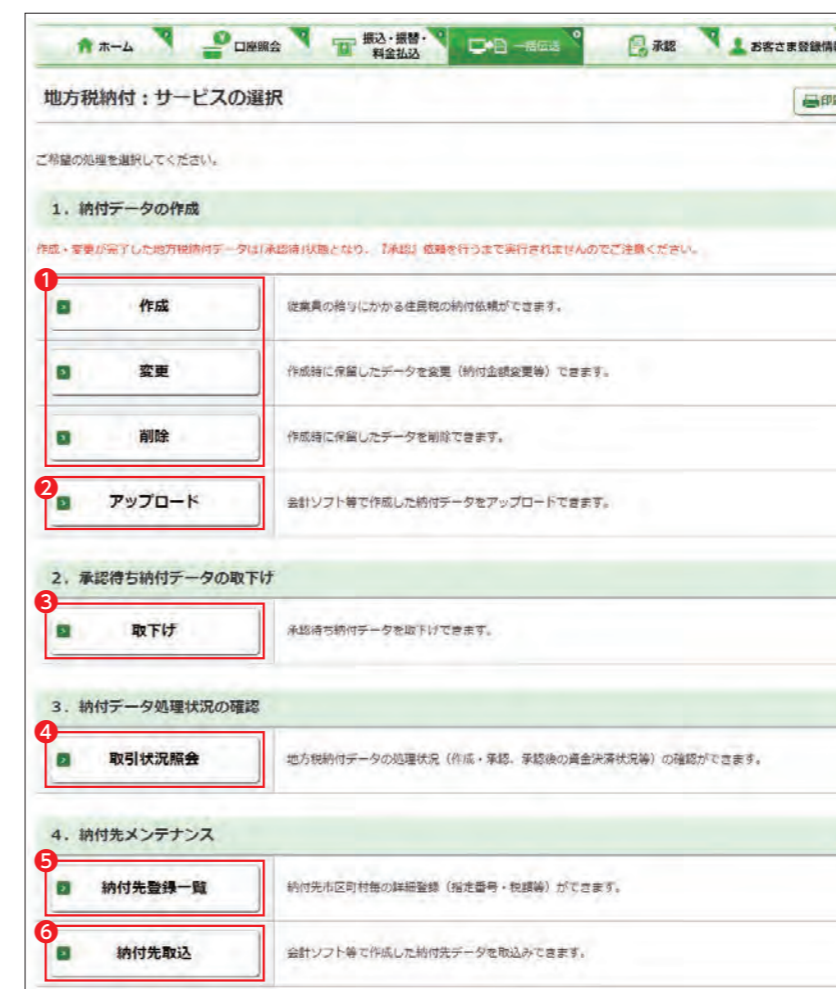 ホーム 口座照会 振込・振替・料金払込 一括伝送 承認 お客さま登録情
地方税納付：サービスの選択 印
ご希望の処理を選択してください。
1．納付データの作成
作成・変更が完了した地方税納付データは「承認待」状態となり、『承認』依頼を行うまで実行されませんのでご注意ください。
1
作成 従業員の給与にかかる住民税の納付依頼ができます。
変更 作成時に保留したデータを変更（納付金額変更等）できます。
削除 作成時に保留したデータを削除できます。
2
アップロード 会計ソフト等で作成した納付データをアップロードできます。
2．承認待ち納付データの取下げ
3
取下げ 承認待ち納付データを取下げできます。
3．納付データ処理状況の確認
4
取引状況照会 地方税納付データの処理状況（作成・承認、承認後の資金決済状況等）の確認ができます。
4．納付先メンテナンス
5
納付先登録一覧 納付先市区町村毎の詳細登録（指定番号・税額等）ができます。
6
納付先取込 会計ソフト等で作成した納付先データを取込みできます。